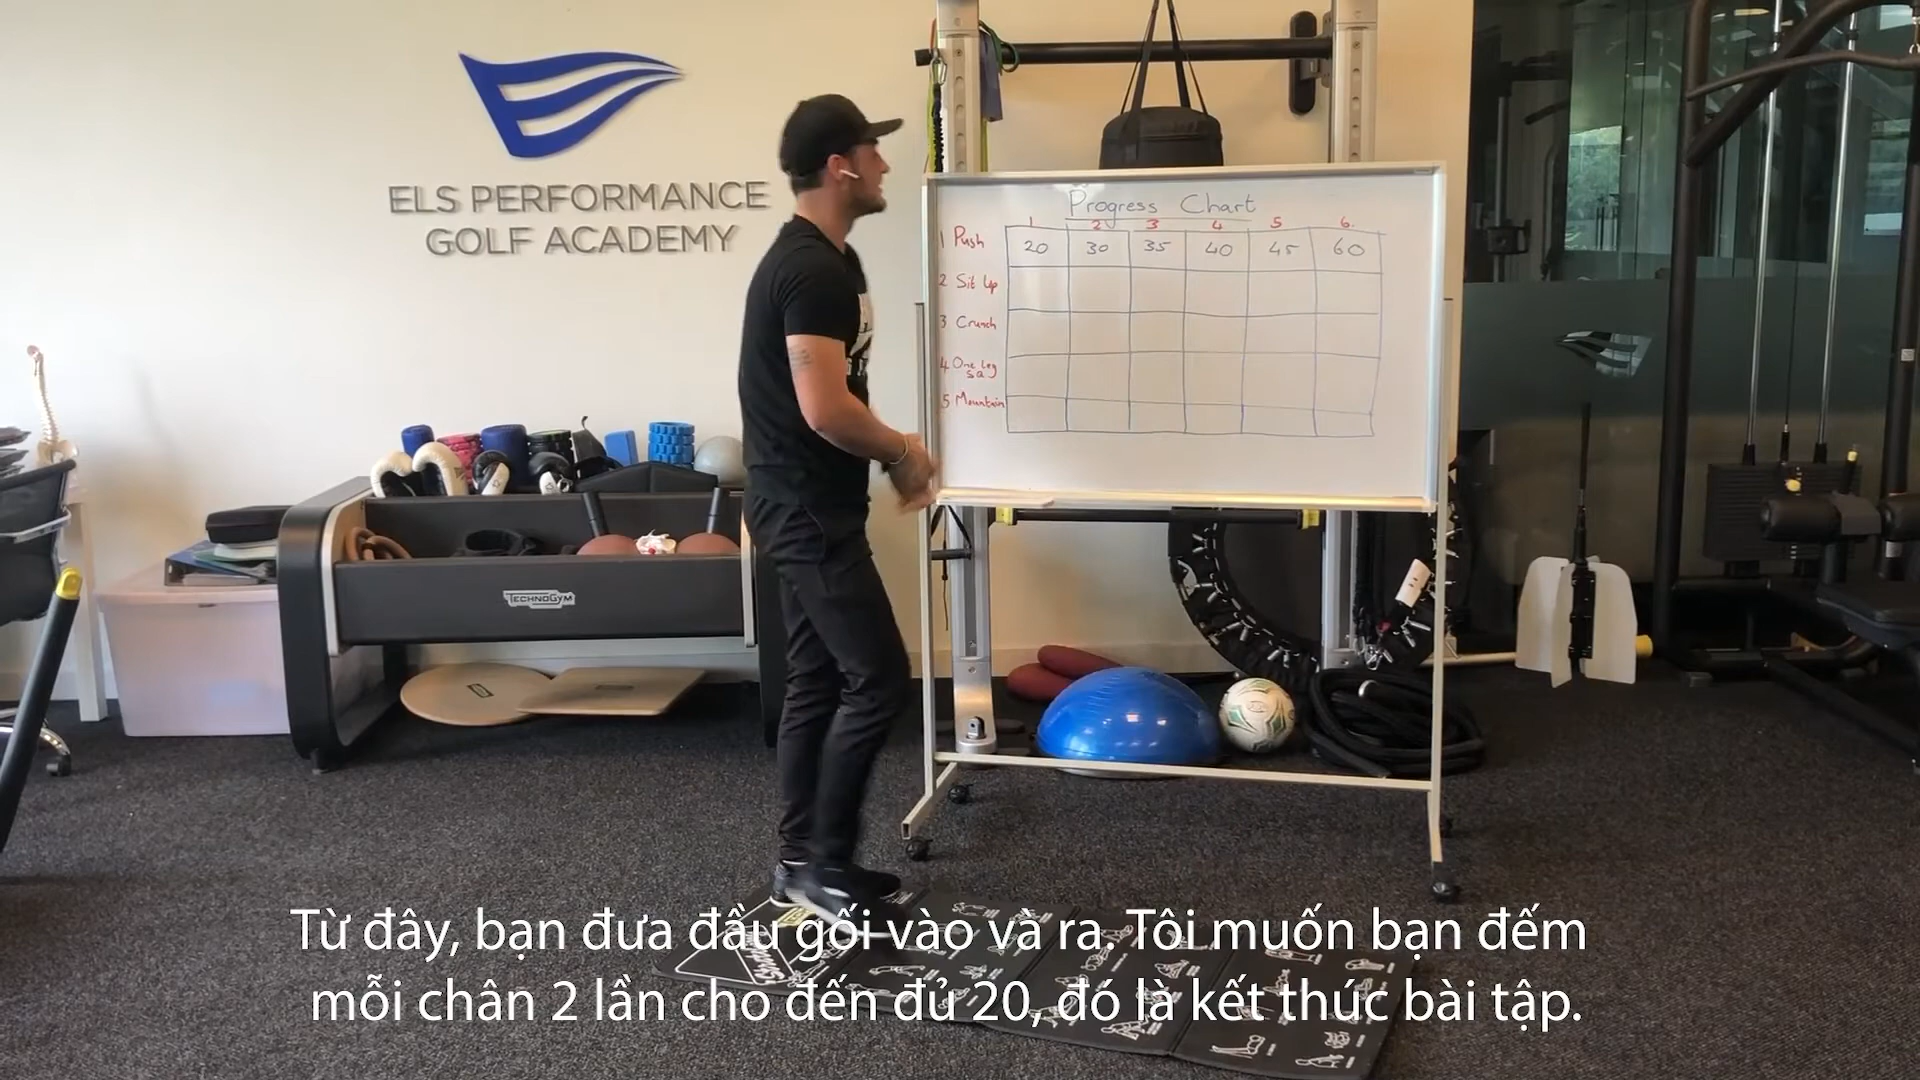 ELS PERFORMANCE
GOLF ACADEMY
Progress Chart
1 2 3 4 5 6
1 Push 20 30 35 40 45 60
2 Sit Up
3 Crunch
4 One leg
sq
5 Mountain
TECHNOGYM
Từ đây, bạn đưa đầu gối vào và ra. Tôi muốn bạn đếm
mỗi chân 2 lần cho đến đủ 20, đó là kết thúc bài tập.